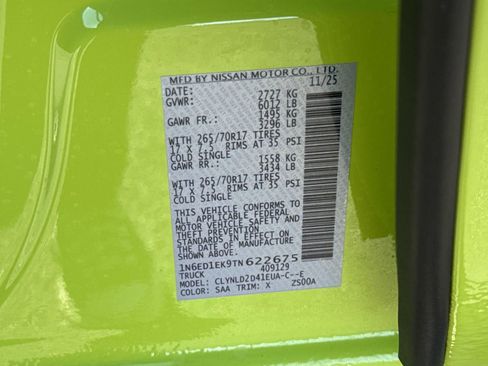 MFD BY NISSAN MOTOR CO., LTD.
DATE: 11/25
GVWR: 2727 KG
6012 LB
GAWR FR.: 1495 KG
3296 LB
WITH 265/70R17 TIRES
17 X 7.5 RIMS AT 35 PSI
COLD SINGLE
GAWR RR.: 1558 KG
3434 LB
WITH 265/70R17 TIRES
17 X 7.5 RIMS AT 35 PSI
COLD SINGLE
THIS VEHICLE CONFORMS TO
ALL APPLICABLE FEDERAL
MOTOR VEHICLE SAFETY AND
THEFT PREVENTION
STANDARDS IN EFFECT ON
THE DATE OF MANUFACTURE
SHOWN ABOVE.
1N6ED1EK9TN622675
TRUCK 409129
MODEL: CLYNLD2D41EUA-C--E
COLOR: SAA TRIM: X ZS00A